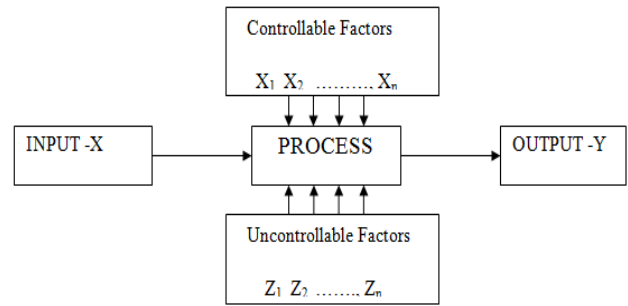 Controllable Factors
X₁ X₂ .........., Xₙ
INPUT -X
PROCESS
OUTPUT -Y
Uncontrollable Factors
Z₁ Z₂ ......., Zₙ